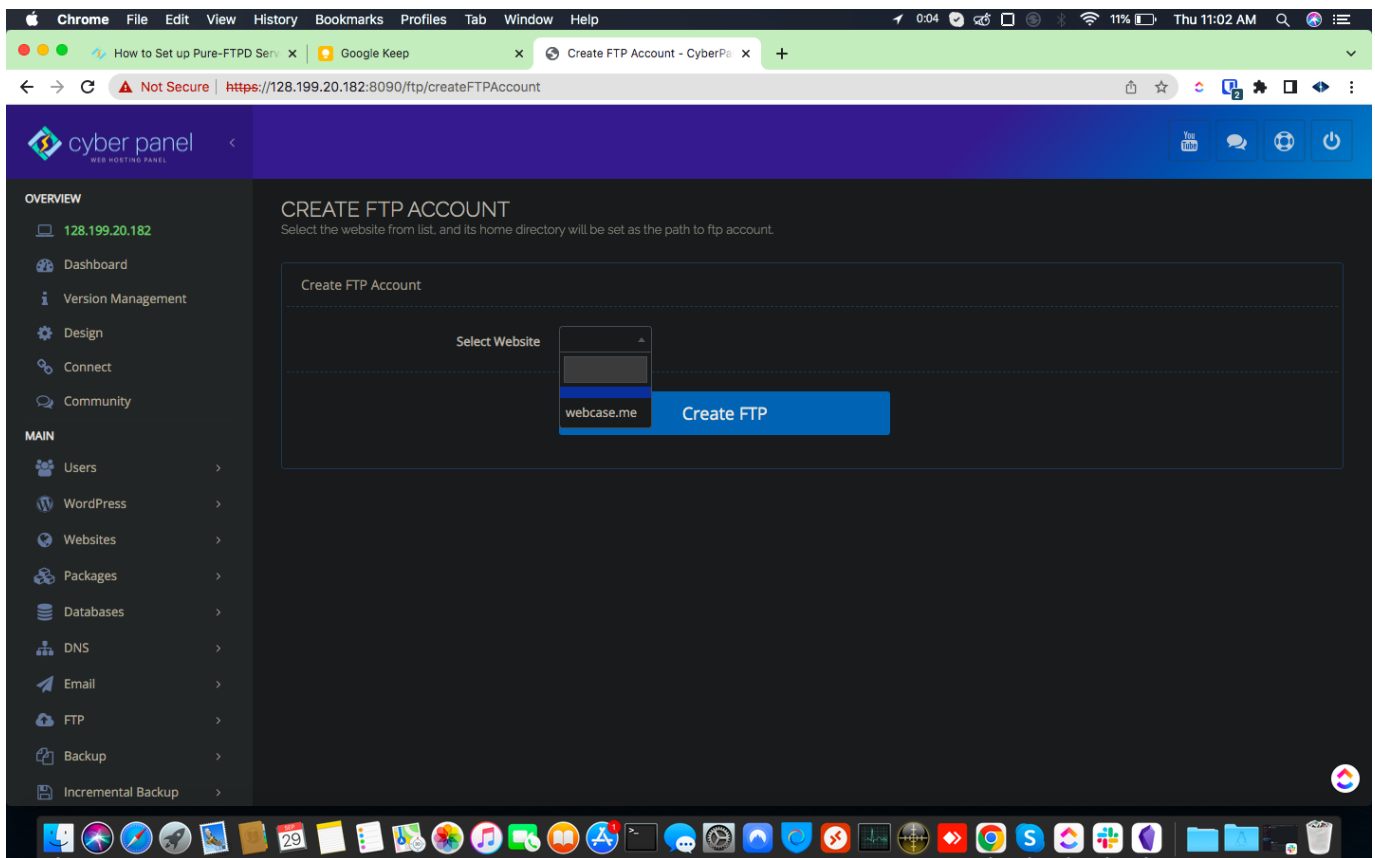 Chrome File Edit View History Bookmarks Profiles Tab Window Help 0:04 11% Thu 11:02 AM
How to Set up Pure-FTPD Serv Google Keep Create FTP Account - CyberPa
Not Secure https://128.199.20.182:8090/ftp/createFTPAccount
2
cyber panel
WEB HOSTING PANEL
You Tube
OVERVIEW
128.199.20.182
Dashboard
Version Management
Design
Connect
Community
MAIN
Users
WordPress
Websites
Packages
Databases
DNS
Email
FTP
Backup
Incremental Backup
CREATE FTP ACCOUNT
Select the website from list, and its home directory will be set as the path to ftp account.
Create FTP Account
Select Website
webcase.me
Create FTP
SEP
29
1